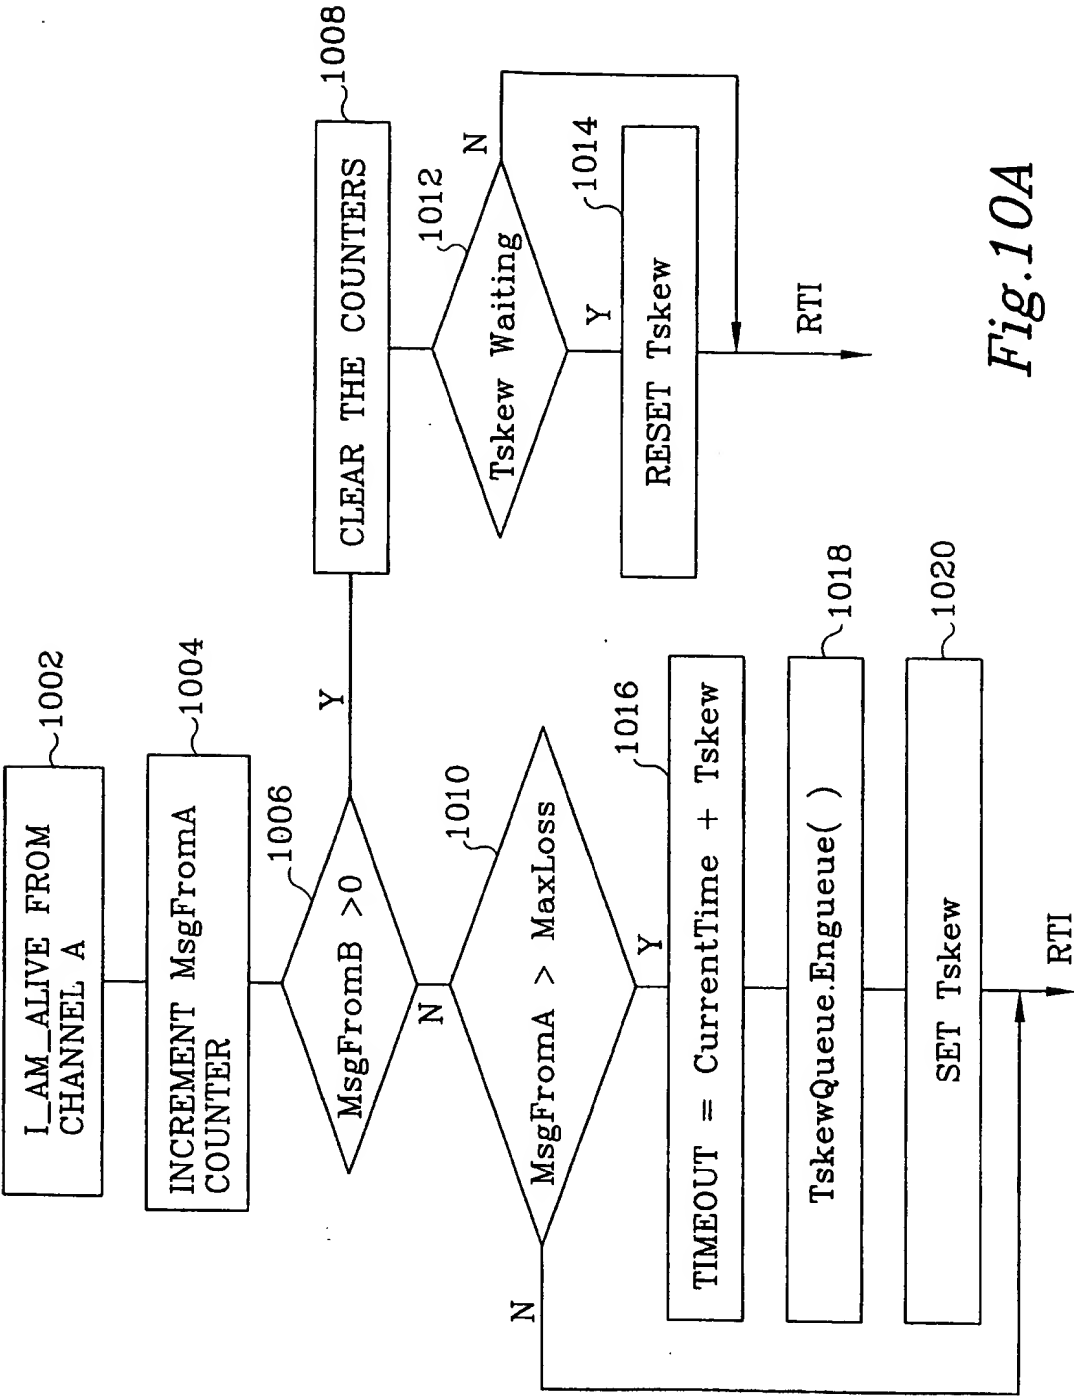 I_AM_ALIVE FROM
CHANNEL A
1002
INCREMENT MsgFromA
COUNTER
1004
MsgFromB >0
1006
Y
N
CLEAR THE COUNTERS
1008
Tskew Waiting
1012
N
Y
RESET Tskew
1014
RTI
MsgFromA > MaxLoss
1010
N
Y
TIMEOUT = CurrentTime + Tskew
1016
TskewQueue.Engueue( )
1018
SET Tskew
1020
RTI
Fig.10A